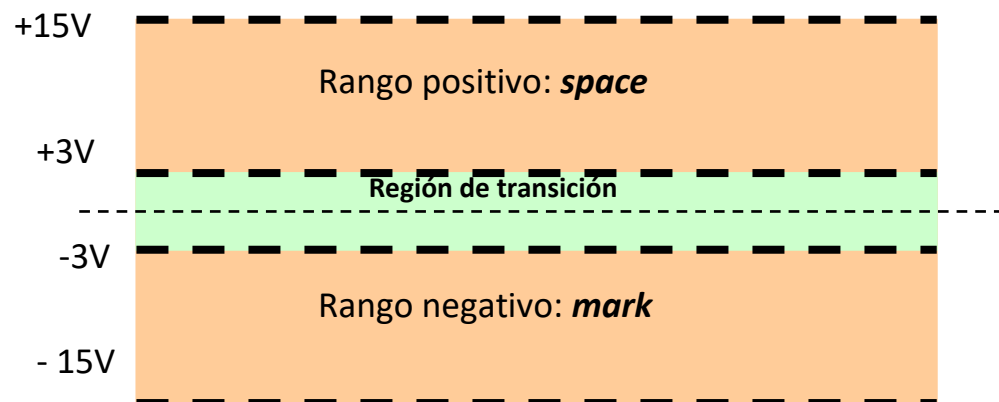 +15V
Rango positivo: space
+3V
Región de transición
-3V
Rango negativo: mark
- 15V